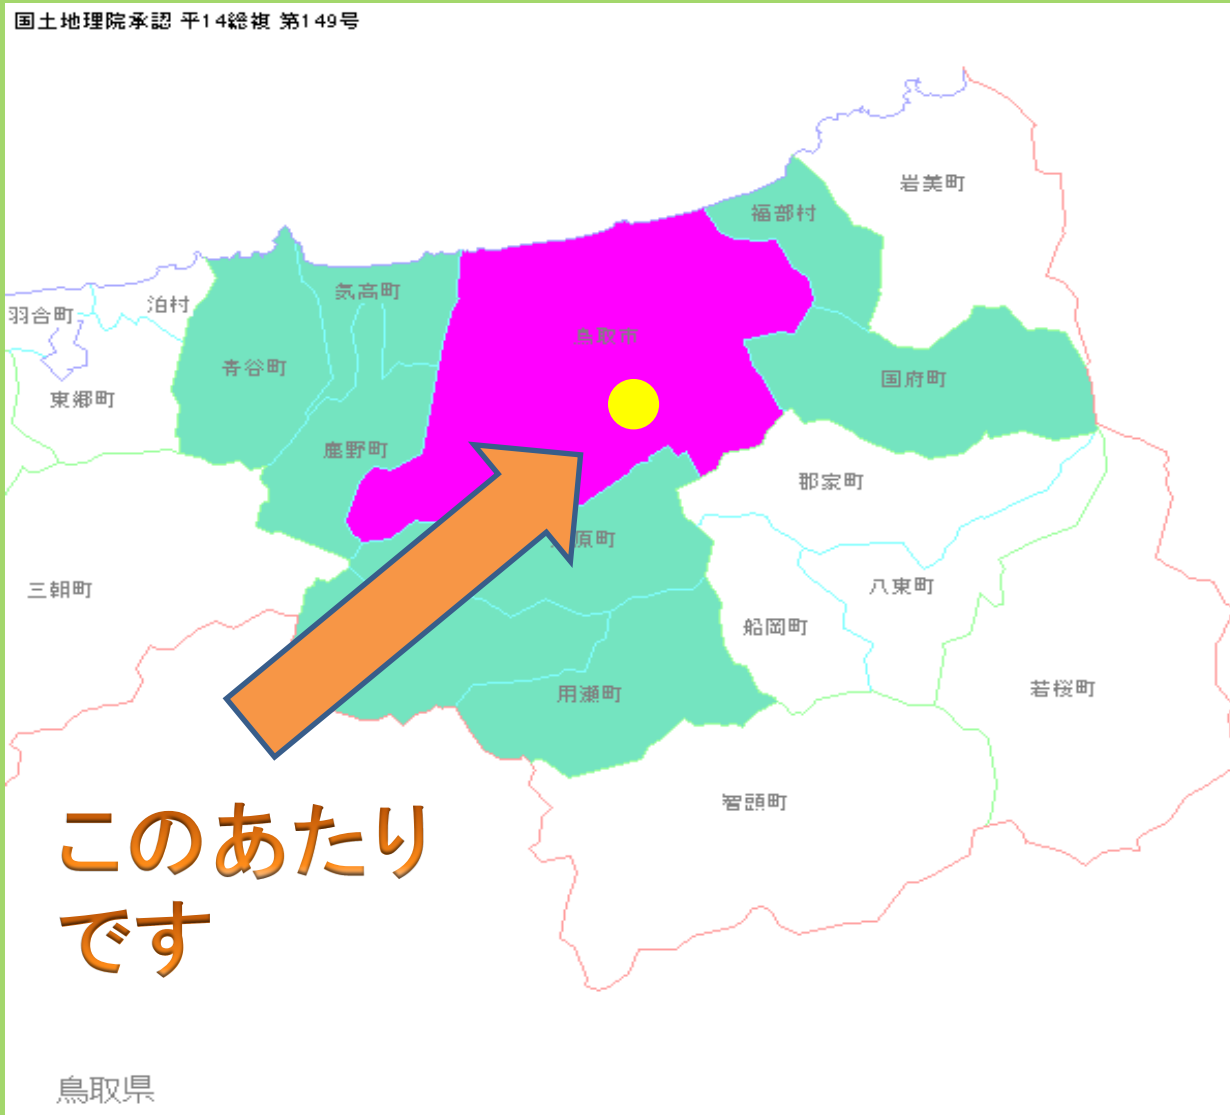 国土地理院承認 平14総複 第149号
岩美町
福部村
気高町
泊村
羽合町
鳥取市
青谷町
国府町
東郷町
鹿野町
郡家町
原町
三朝町
八東町
船岡町
用瀬町
若桜町
智頭町
このあたり
です
鳥取県